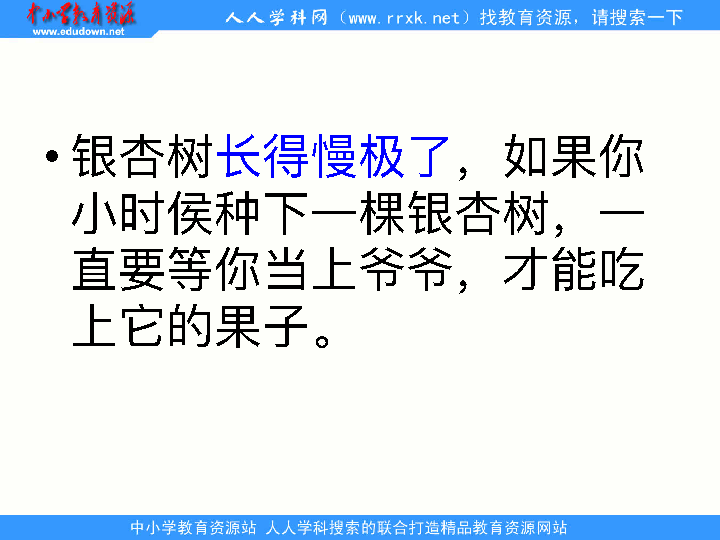 中小学教育资源
www.edudown.net
人人学科网（www.rrxk.net）找教育资源，请搜索一下
•银杏树长得慢极了，如果你
小时侯种下一棵银杏树，一
直要等你当上爷爷，才能吃
上它的果子。
中小学教育资源站 人人学科搜索的联合打造精品教育资源网站